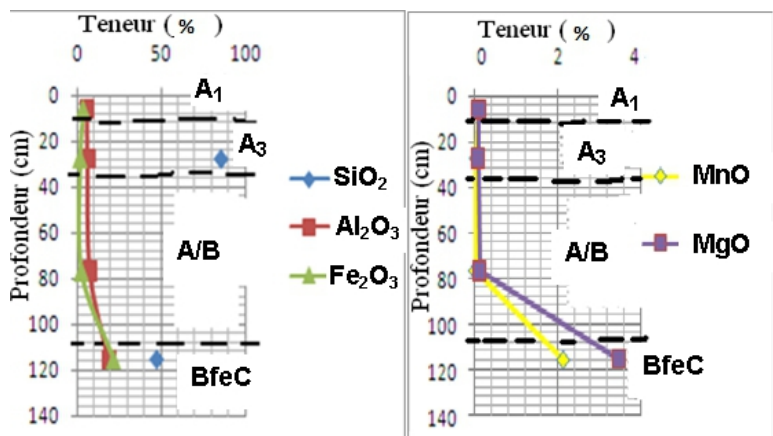 Teneur ( % )
0 50 100
0
20
40
60
80
100
120
140
Profondeur (cm)
A1
A3
A/B
BfeC
SiO2
Al2O3
Fe2O3
Teneur ( % )
0 2 4
0
20
40
60
80
100
120
140
Profondeur (cm)
A1
A3
A/B
BfeC
MnO
MgO